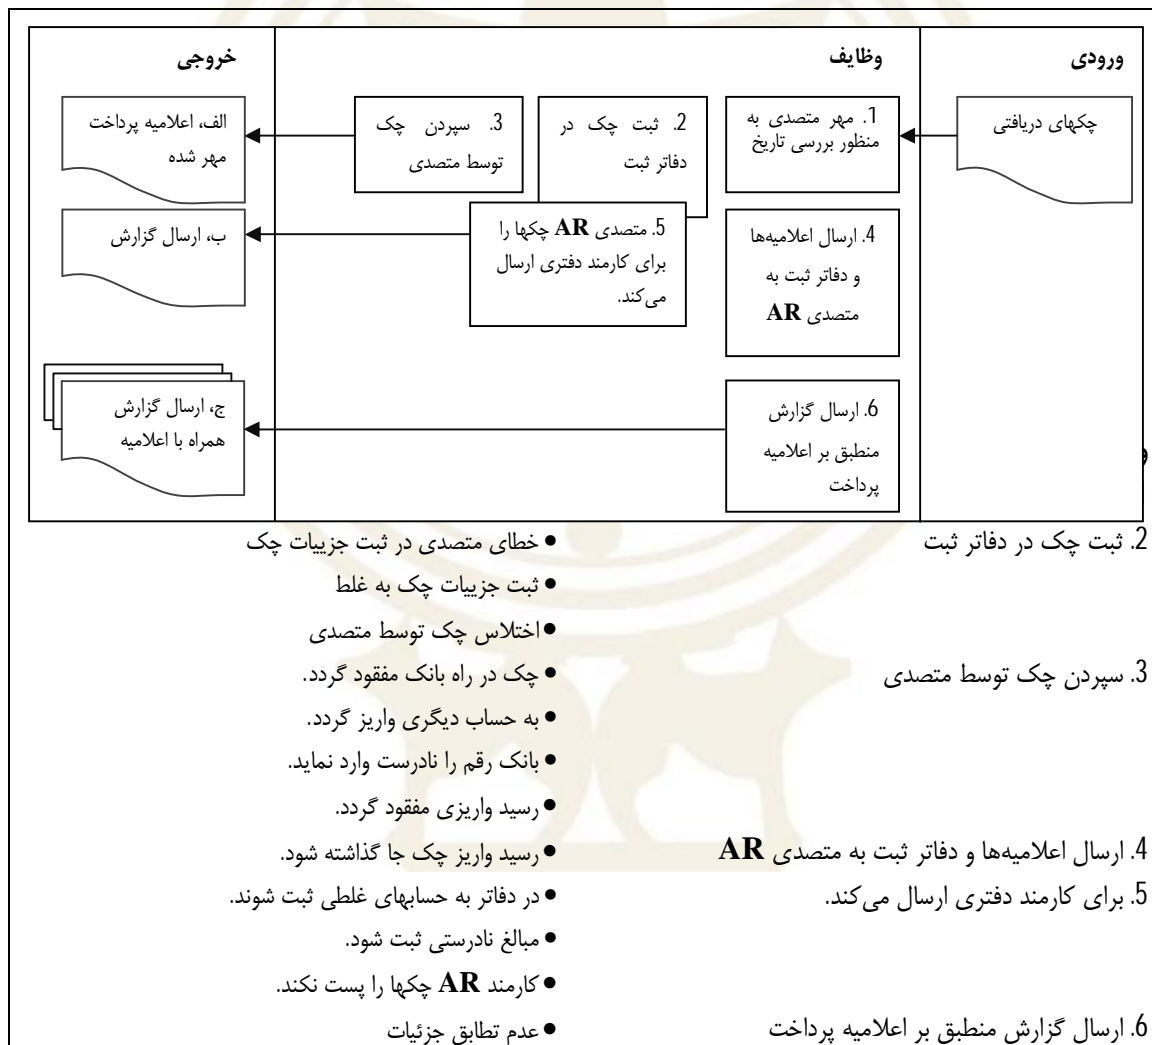 ورودی
وظایف
خروجی
چکهای دریافتی
1. مهر متصدی به
منظور بررسی تاریخ
2. ثبت چک در
دفاتر ثبت
3. سپردن چک
توسط متصدی
الف، اعلامیه پرداخت
مهر شده
4. ارسال اعلامیه‌ها
و دفاتر ثبت به
متصدی AR
5. متصدی AR چکها را
برای کارمند دفتری ارسال
می‌کند.
ب، ارسال گزارش
6. ارسال گزارش
منطبق بر اعلامیه
پرداخت
ج، ارسال گزارش
همراه با اعلامیه
2. ثبت چک در دفاتر ثبت
• خطای متصدی در ثبت جزییات چک
• ثبت جزییات چک به غلط
• اختلاس چک توسط متصدی
3. سپردن چک توسط متصدی
• چک در راه بانک مفقود گردد.
• به حساب دیگری واریز گردد.
• بانک رقم را نادرست وارد نماید.
• رسید واریزی مفقود گردد.
4. ارسال اعلامیه‌ها و دفاتر ثبت به متصدی AR
• رسید واریز چک جا گذاشته شود.
5. برای کارمند دفتری ارسال می‌کند.
• در دفاتر به حسابهای غلطی ثبت شوند.
• مبالغ نادرستی ثبت شود.
• کارمند AR چکها را پست نکند.
6. ارسال گزارش منطبق بر اعلامیه پرداخت
• عدم تطابق جزئیات